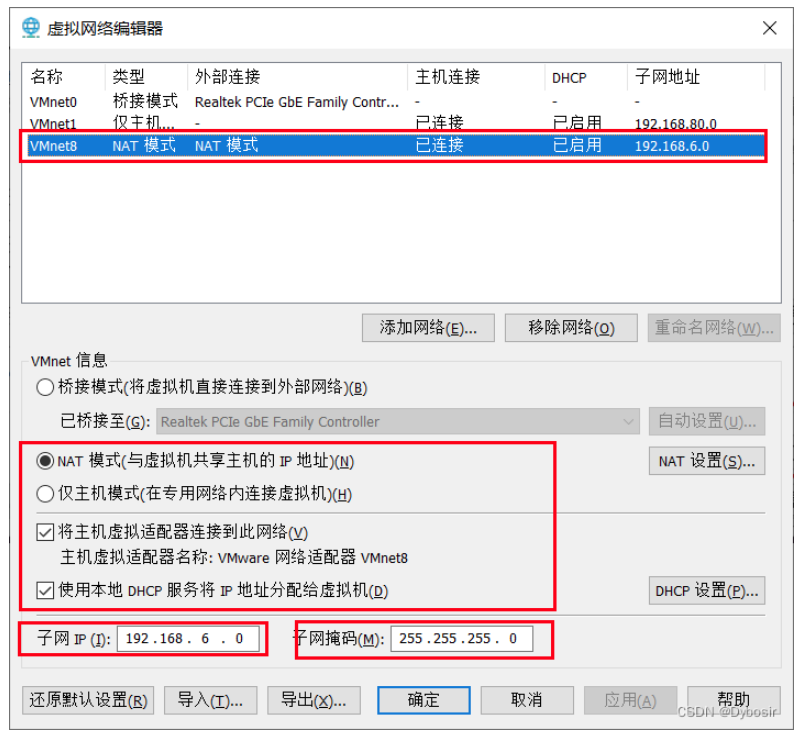 虚拟网络编辑器
名称 类型 外部连接 主机连接 DHCP 子网地址
VMnet0 桥接模式 Realtek PCIe GbE Family Contr... - - -
VMnet1 仅主机... - 已连接 已启用 192.168.80.0
VMnet8 NAT 模式 NAT 模式 已连接 已启用 192.168.6.0
添加网络(E)... 移除网络(O) 重命名网络(W)...
VMnet 信息
桥接模式(将虚拟机直接连接到外部网络)(B)
已桥接至(G): Realtek PCIe GbE Family Controller 自动设置(U)...
NAT 模式(与虚拟机共享主机的 IP 地址)(N) NAT 设置(S)...
仅主机模式(在专用网络内连接虚拟机)(H)
将主机虚拟适配器连接到此网络(V)
主机虚拟适配器名称: VMware 网络适配器 VMnet8
使用本地 DHCP 服务将 IP 地址分配给虚拟机(D) DHCP 设置(P)...
子网 IP (I): 192.168. 6 . 0 子网掩码(M): 255.255.255. 0
还原默认设置(R) 导入(T)... 导出(X)... 确定 取消 应用(A) 帮助
CSDN @Dybosir